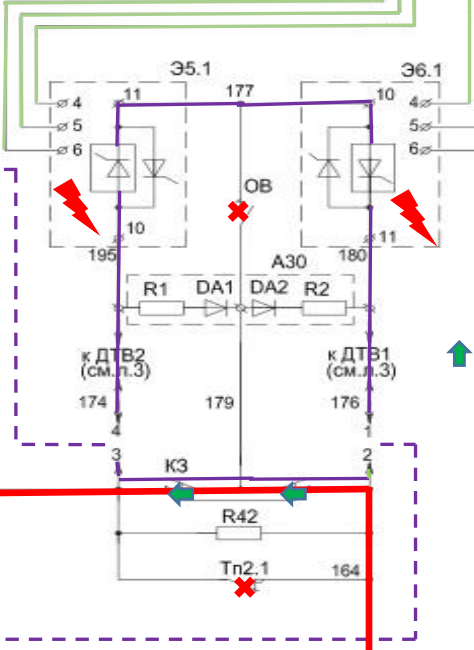 Э5.1
Э6.1
11
177
10
4
5
6
4
5
6
ОВ
10
11
195
180
А30
R1
DA1
DA2
R2
к ДТВ2
(см.л.3)
к ДТВ1
(см.л.3)
174
179
176
4
1
3
2
КЗ
R42
Тп2.1
164